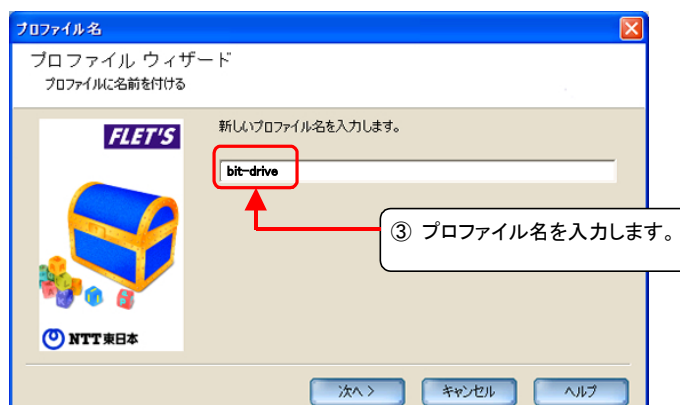 プロファイル名
プロファイル ウィザード
プロファイルに名前を付ける
FLET'S
新しいプロファイル名を入力します。
bit-drive
③ プロファイル名を入力します。
NTT東日本
次へ >
キャンセル
ヘルプ